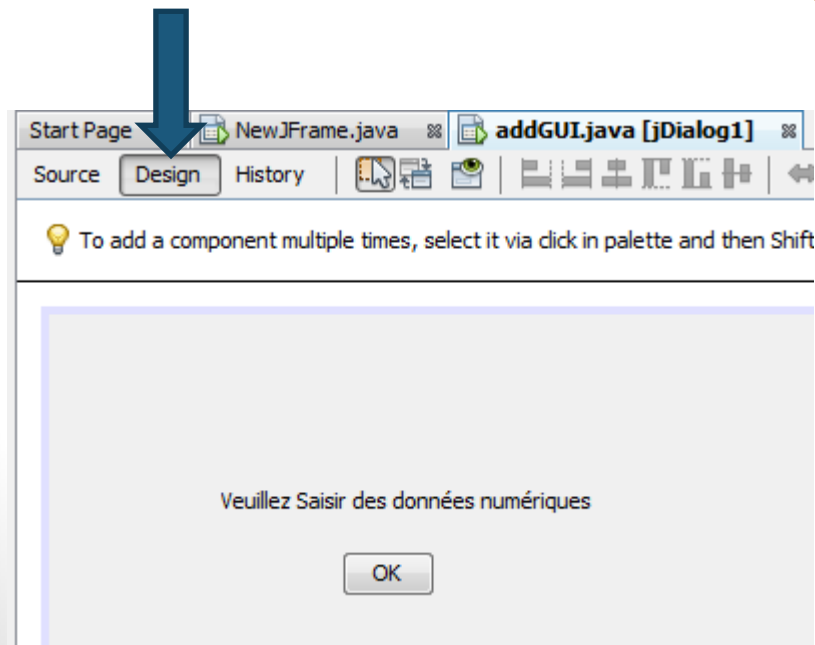 Start Page NewJFrame.java addGUI.java [jDialog1]
Source Design History
To add a component multiple times, select it via click in palette and then Shift
Veuillez Saisir des données numériques
OK